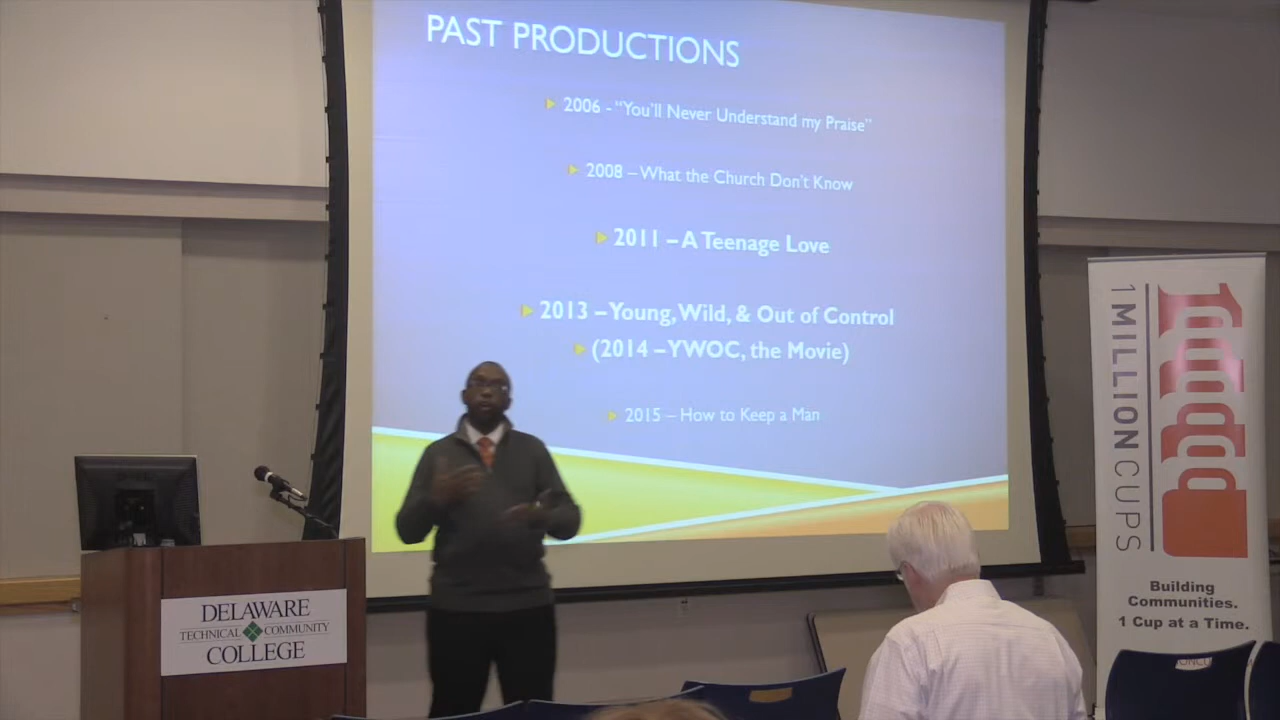 PAST PRODUCTIONS
2006 - "You'll Never Understand my Praise"
2008 – What the Church Don't Know
2011 – A Teenage Love
2013 – Young, Wild, & Out of Control
(2014 – YWOC, the Movie)
2015 – How to Keep a Man
DELAWARE
TECHNICAL COMMUNITY
COLLEGE
1 MILLION CUPS
Building
Communities.
1 Cup at a Time.